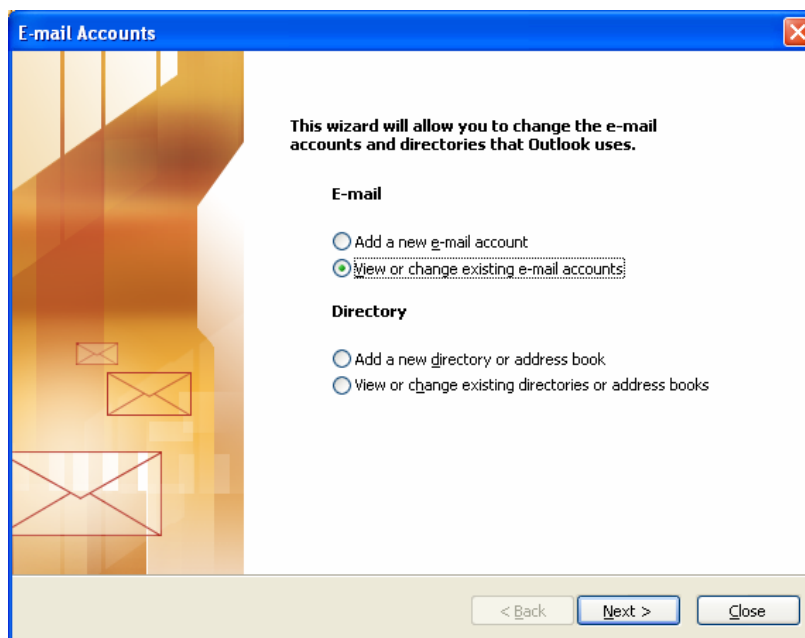 E-mail Accounts
This wizard will allow you to change the e-mail
accounts and directories that Outlook uses.
E-mail
Add a new e-mail account
View or change existing e-mail accounts
Directory
Add a new directory or address book
View or change existing directories or address books
< Back
Next >
Close